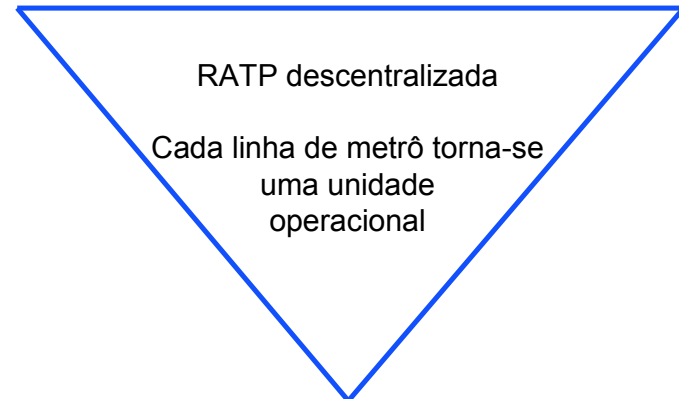 RATP descentralizada
Cada linha de metrô torna-se
uma unidade
operacional